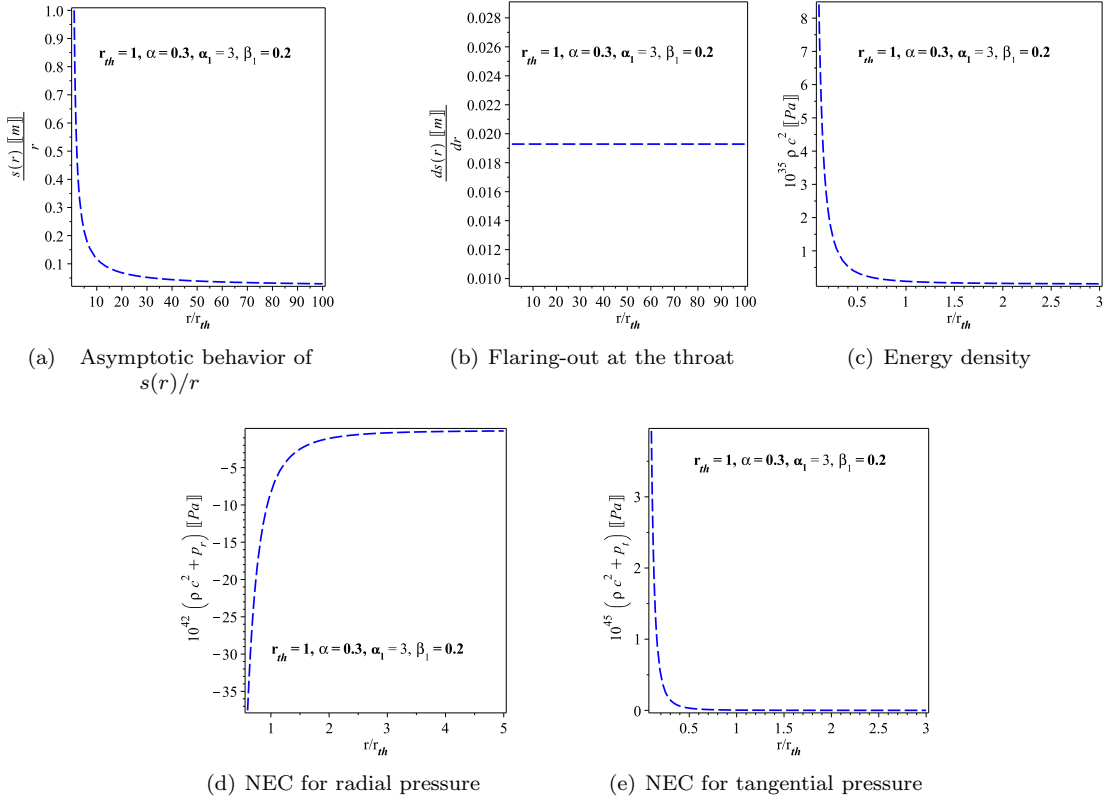 1.0
0.9
0.8
0.7
0.6
0.5
0.4
0.3
0.2
0.1
s(r) [[m]]
r
r_th = 1, α = 0.3, α_1 = 3, β_1 = 0.2
10 20 30 40 50 60 70 80 90 100
r/r_th
(a) Asymptotic behavior of
s(r)/r
0.028
0.026
0.024
0.022
0.020
0.018
0.016
0.014
0.012
0.010
ds(r) [[m]]
dr
r_th = 1, α = 0.3, α_1 = 3, β_1 = 0.2
10 20 30 40 50 60 70 80 90 100
r/r_th
(b) Flaring-out at the throat
8
7
6
5
4
3
2
1
10^35 ρ c^2 [[Pa]]
r_th = 1, α = 0.3, α_1 = 3, β_1 = 0.2
0.5 1 1.5 2 2.5 3
r/r_th
(c) Energy density
−5
−10
−15
−20
−25
−30
−35
10^42 (ρ c^2 + p_r) [[Pa]]
r_th = 1, α = 0.3, α_1 = 3, β_1 = 0.2
1 2 3 4 5
r/r_th
(d) NEC for radial pressure
3
2
1
0
10^45 (ρ c^2 + p_t) [[Pa]]
r_th = 1, α = 0.3, α_1 = 3, β_1 = 0.2
0.5 1 1.5 2 2.5 3
r/r_th
(e) NEC for tangential pressure